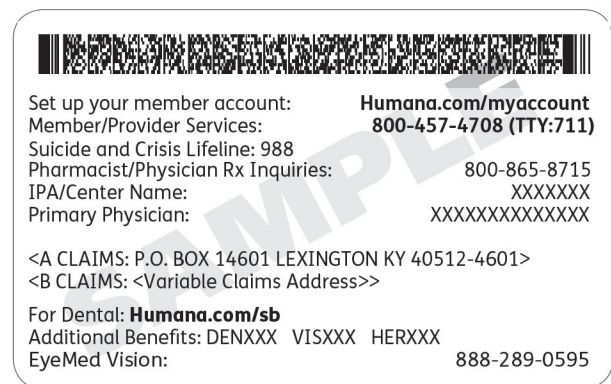 Set up your member account: Humana.com/myaccount
Member/Provider Services: 800-457-4708 (TTY:711)
Suicide and Crisis Lifeline: 988
Pharmacist/Physician Rx Inquiries: 800-865-8715
IPA/Center Name: XXXXXXX
Primary Physician: XXXXXXXXXXXXXX
<A CLAIMS: P.O. BOX 14601 LEXINGTON KY 40512-4601>
<B CLAIMS: <Variable Claims Address>>
For Dental: Humana.com/sb
Additional Benefits: DENXXX VISXXX HERXXX
EyeMed Vision: 888-289-0595
SAMPLE